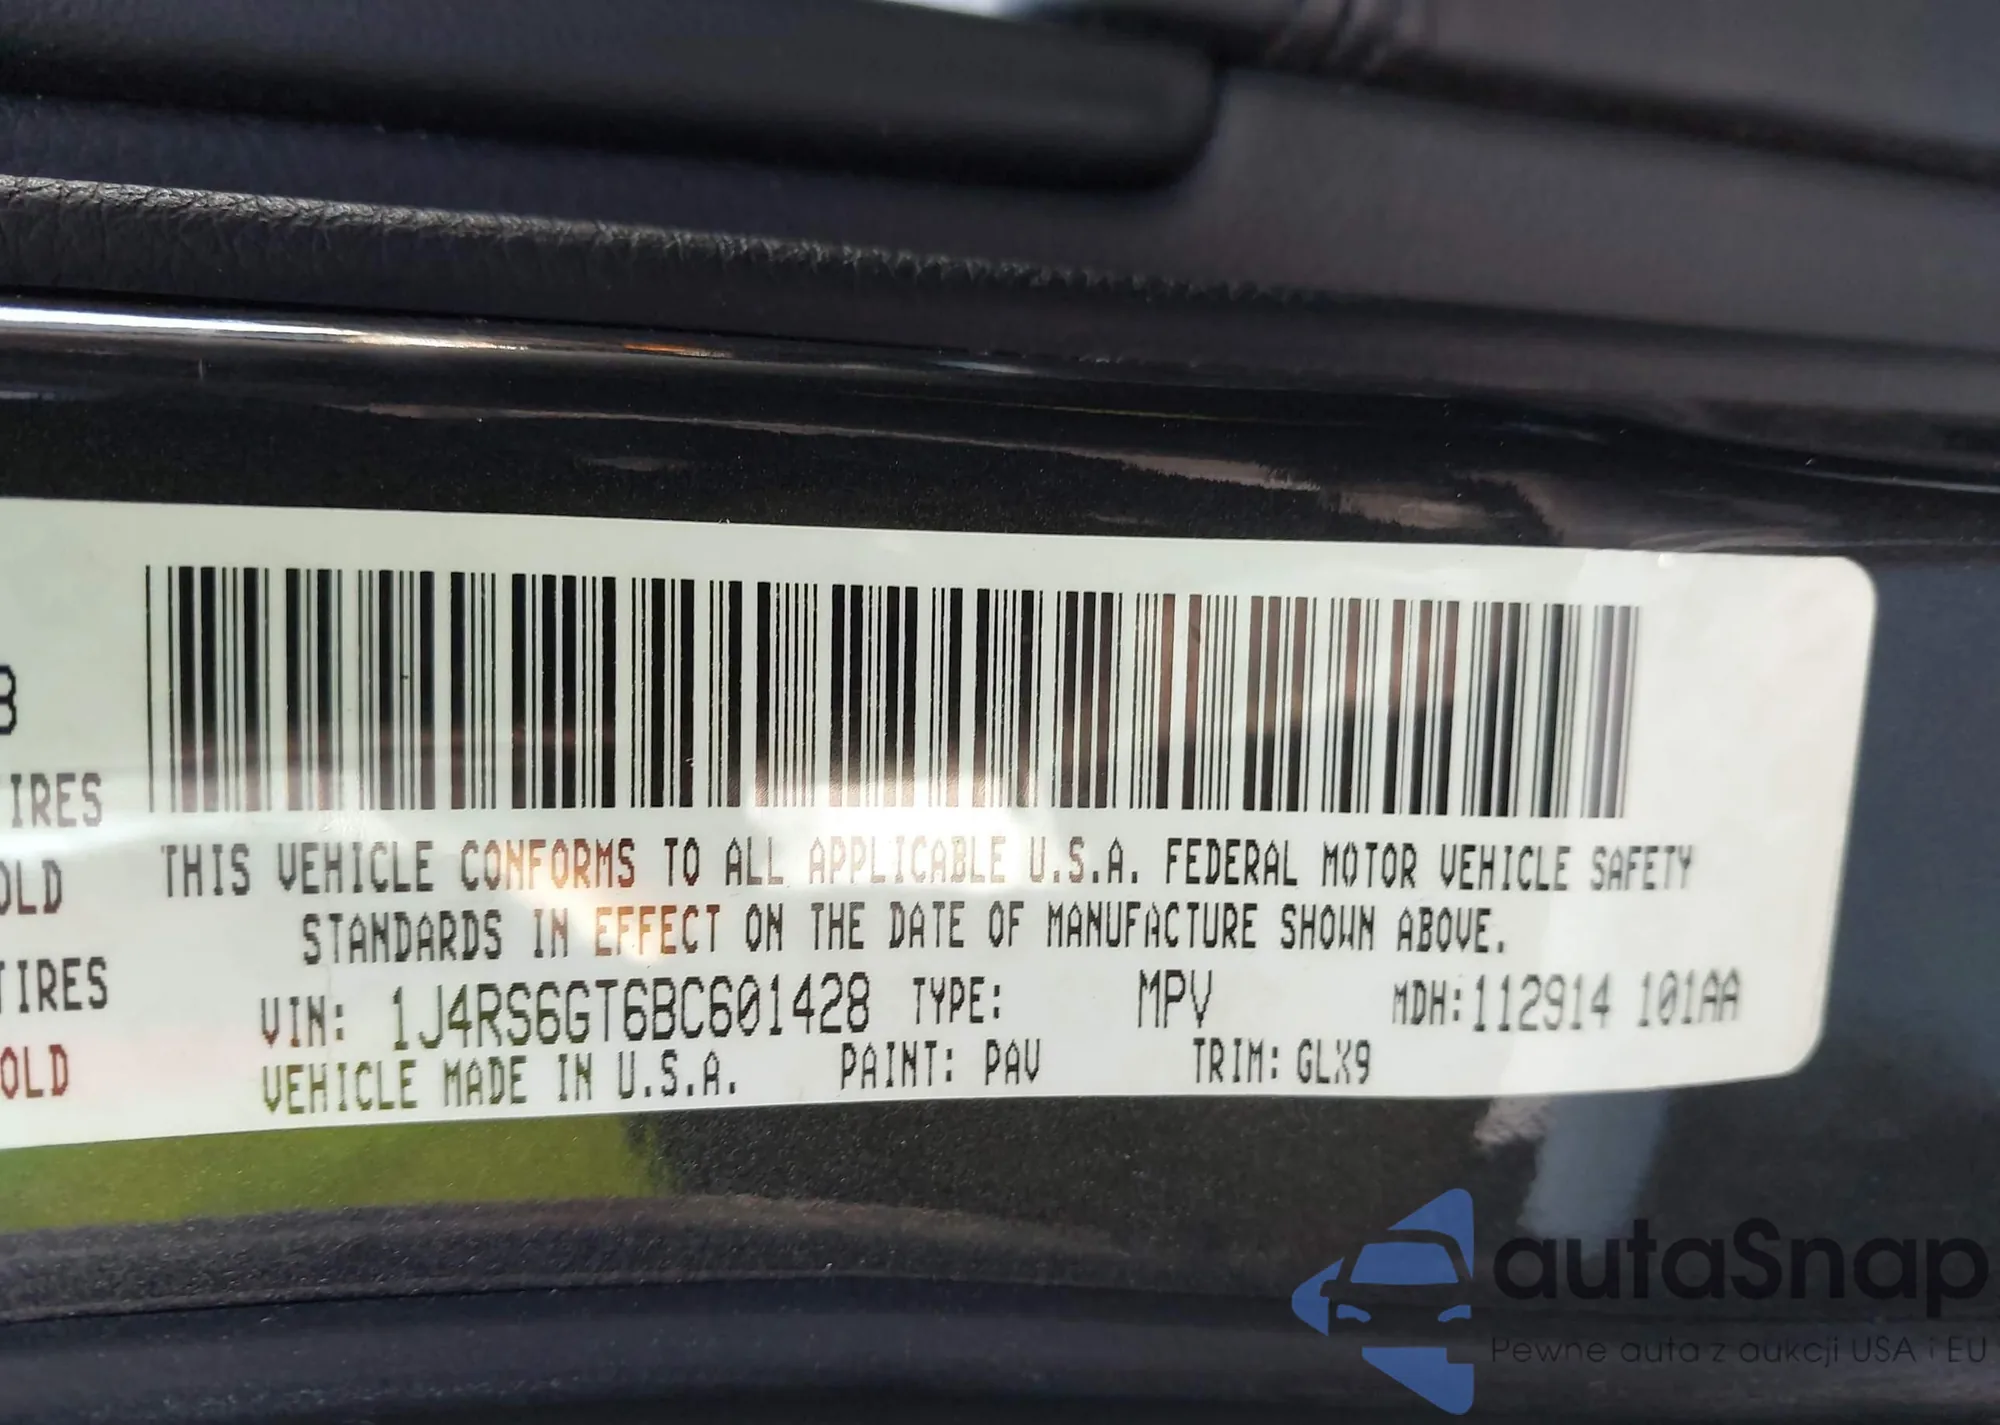 B
TIRES
OLD
TIRES
OLD
THIS VEHICLE CONFORMS TO ALL APPLICABLE U.S.A. FEDERAL MOTOR VEHICLE SAFETY
STANDARDS IN EFFECT ON THE DATE OF MANUFACTURE SHOWN ABOVE.
VIN: 1J4RS6GT6BC601428 TYPE: MPV MDH:112914 101AA
VEHICLE MADE IN U.S.A. PAINT: PAV TRIM: GLX9
autaSnap
Pewne auta z aukcji USA i EU